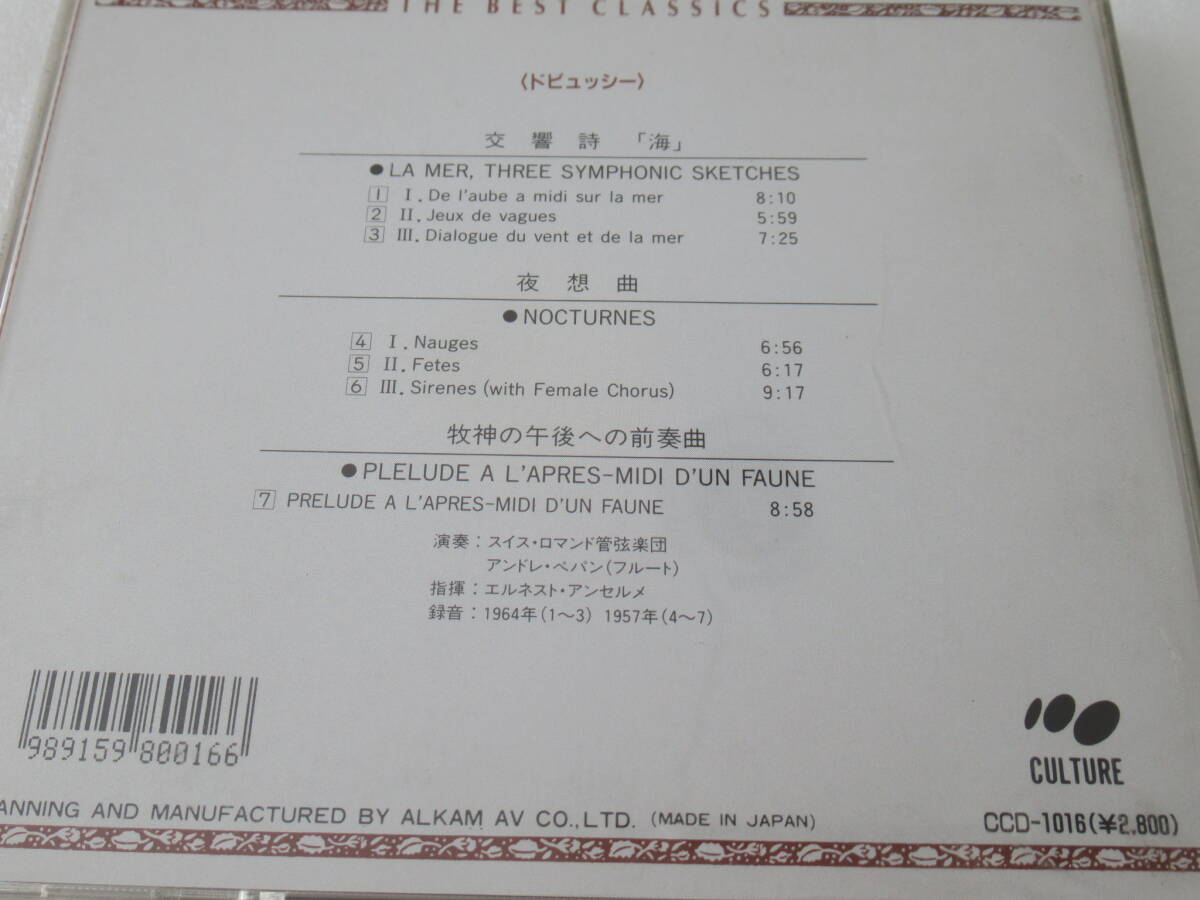 THE BEST CLASSICS
〈ドビュッシー〉
交響詩「海」
●LA MER, THREE SYMPHONIC SKETCHES
1 I. De l'aube a midi sur la mer 8:10
2 II. Jeux de vagues 5:59
3 III. Dialogue du vent et de la mer 7:25
夜想曲
●NOCTURNES
4 I. Nauges 6:56
5 II. Fetes 6:17
6 III. Sirenes (with Female Chorus) 9:17
牧神の午後への前奏曲
●PLELUDE A L'APRES-MIDI D'UN FAUNE
7 PRELUDE A L'APRES-MIDI D'UN FAUNE 8:58
演奏：スイス・ロマンド管弦楽団
アンドレ・ペパン(フルート)
指揮：エルネスト・アンセルメ
録音：1964年(1〜3) 1957年(4〜7)
989159 800166
CULTURE
ANNING AND MANUFACTURED BY ALKAM AV CO.,LTD. (MADE IN JAPAN)
CCD-1016(¥2,800)